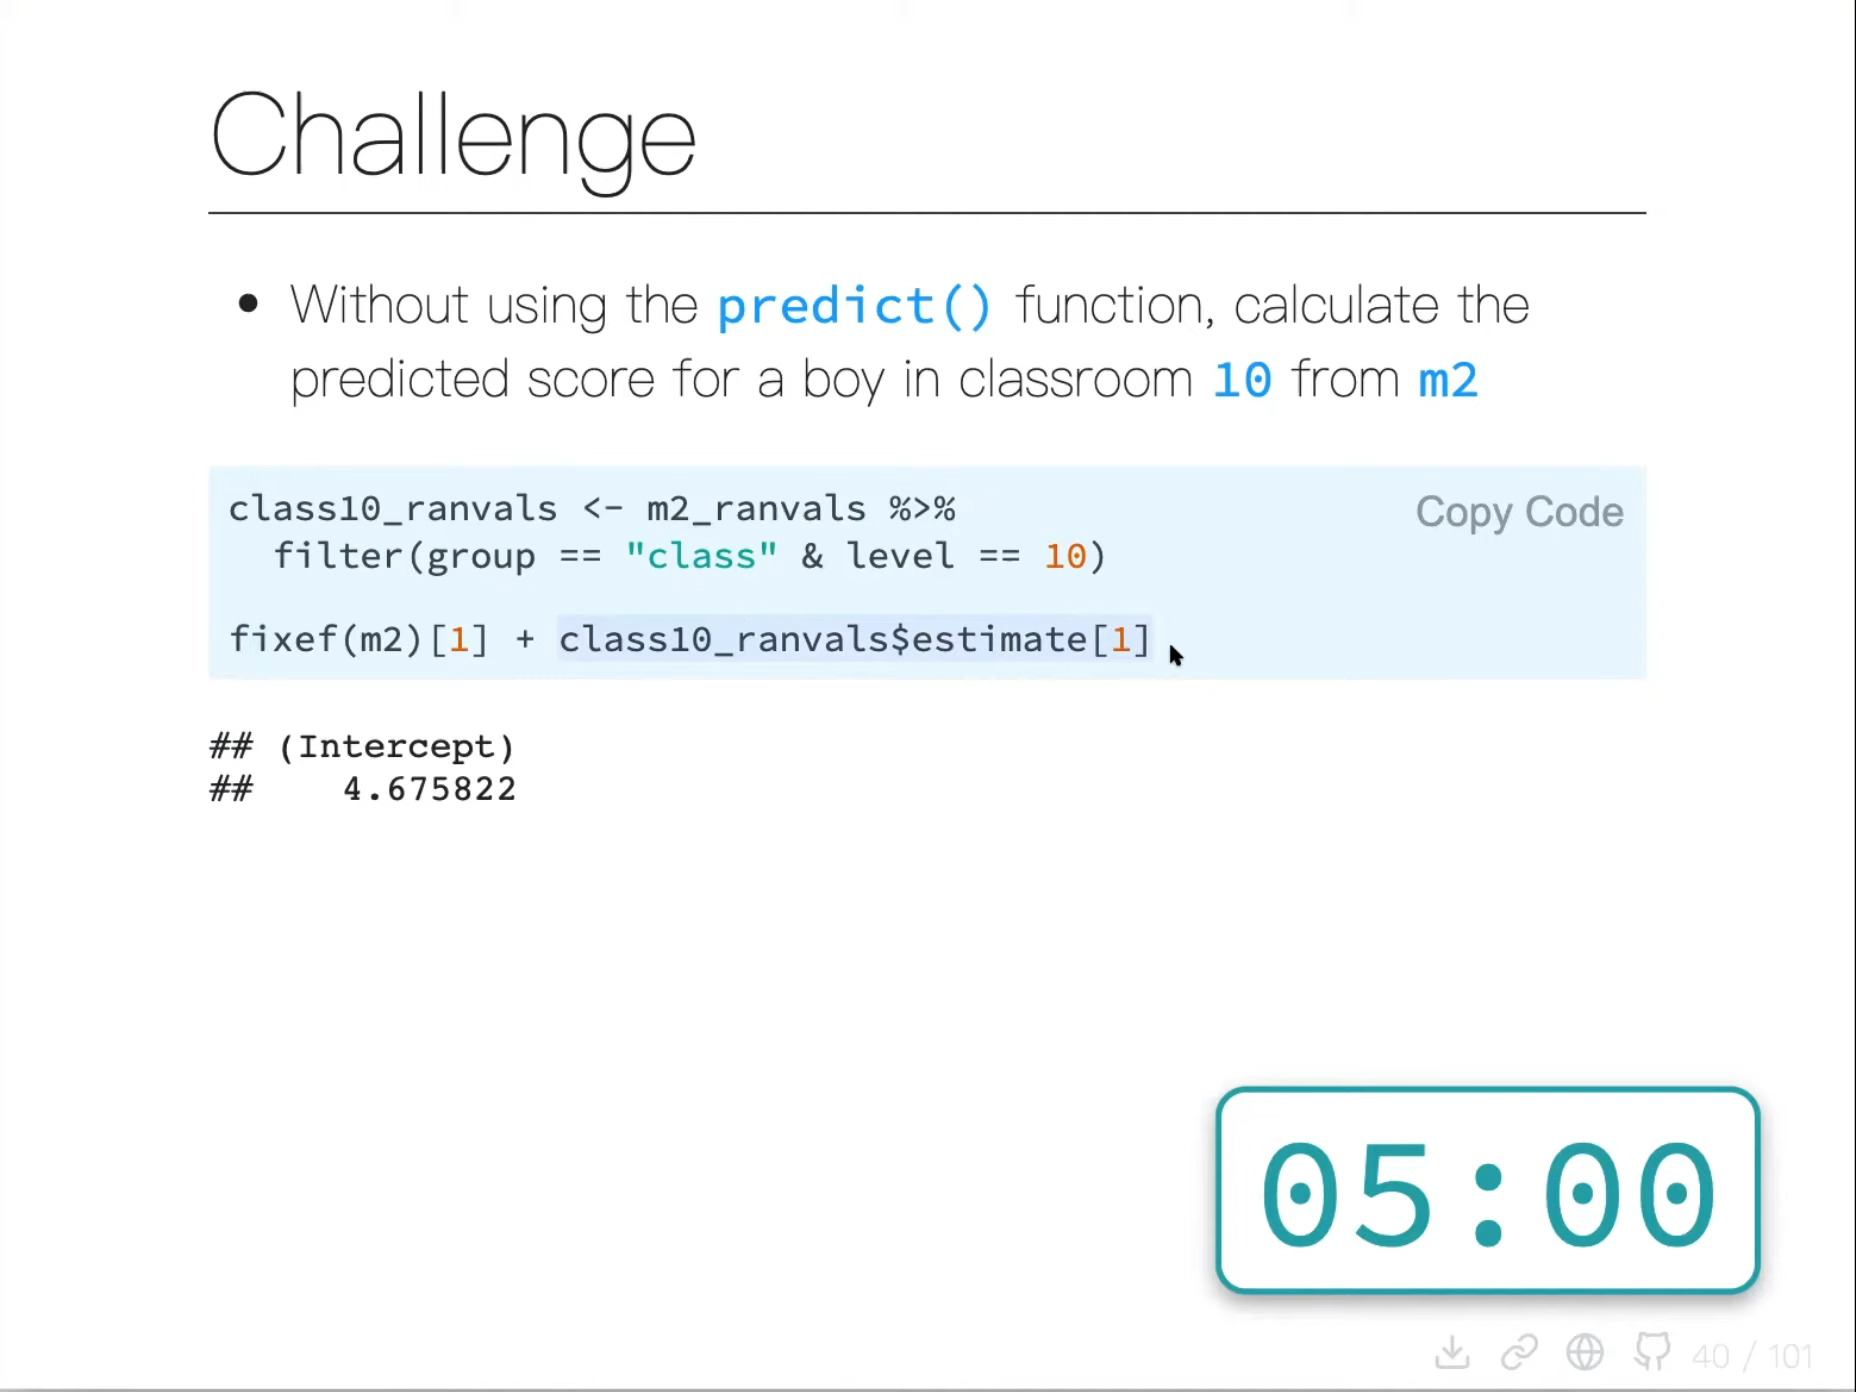 Challenge
• Without using the predict() function, calculate the
predicted score for a boy in classroom 10 from m2
Copy Code
class10_ranvals <- m2_ranvals %>%
  filter(group == "class" & level == 10)
fixef(m2)[1] + class10_ranvals$estimate[1]
## (Intercept)
##    4.675822
05:00
40 / 101